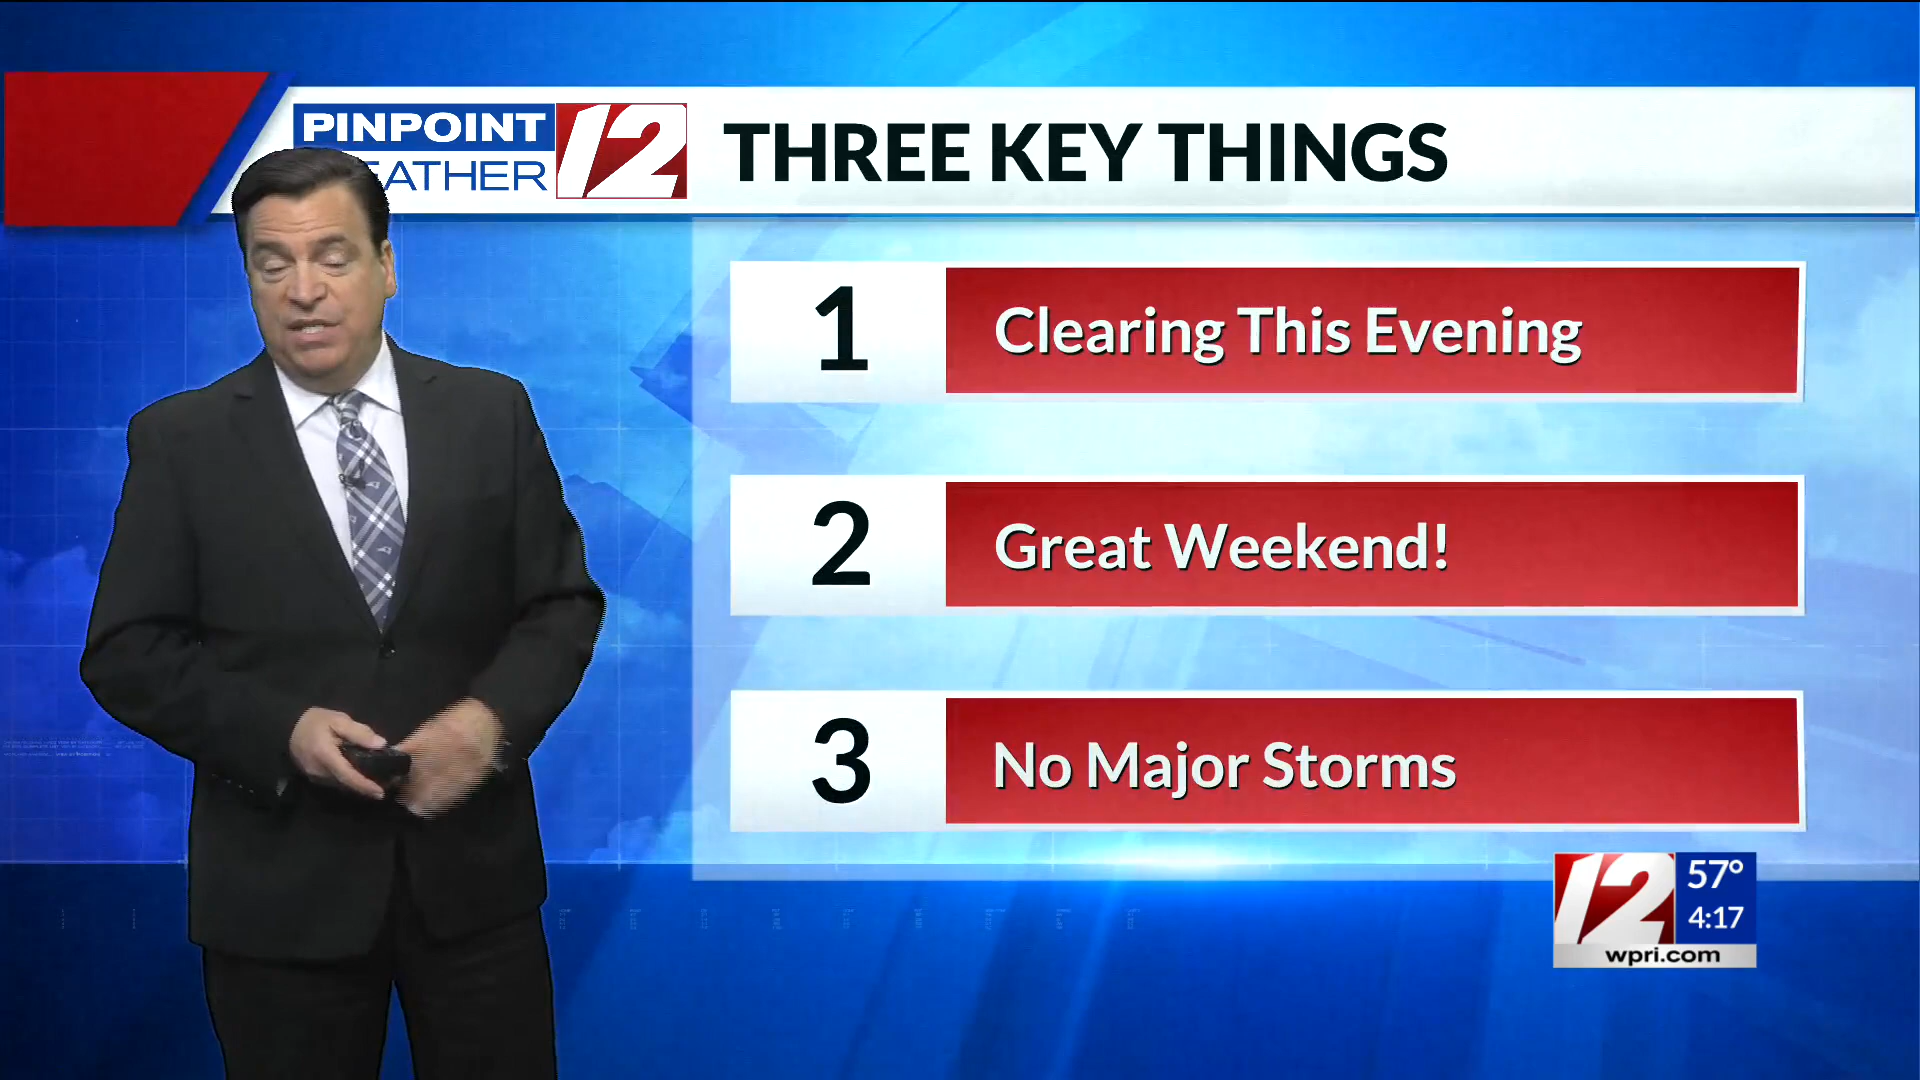 PINPOINT
EATHER
12
THREE KEY THINGS
1
Clearing This Evening
2
Great Weekend!
3
No Major Storms
12
57°
4:17
wpri.com